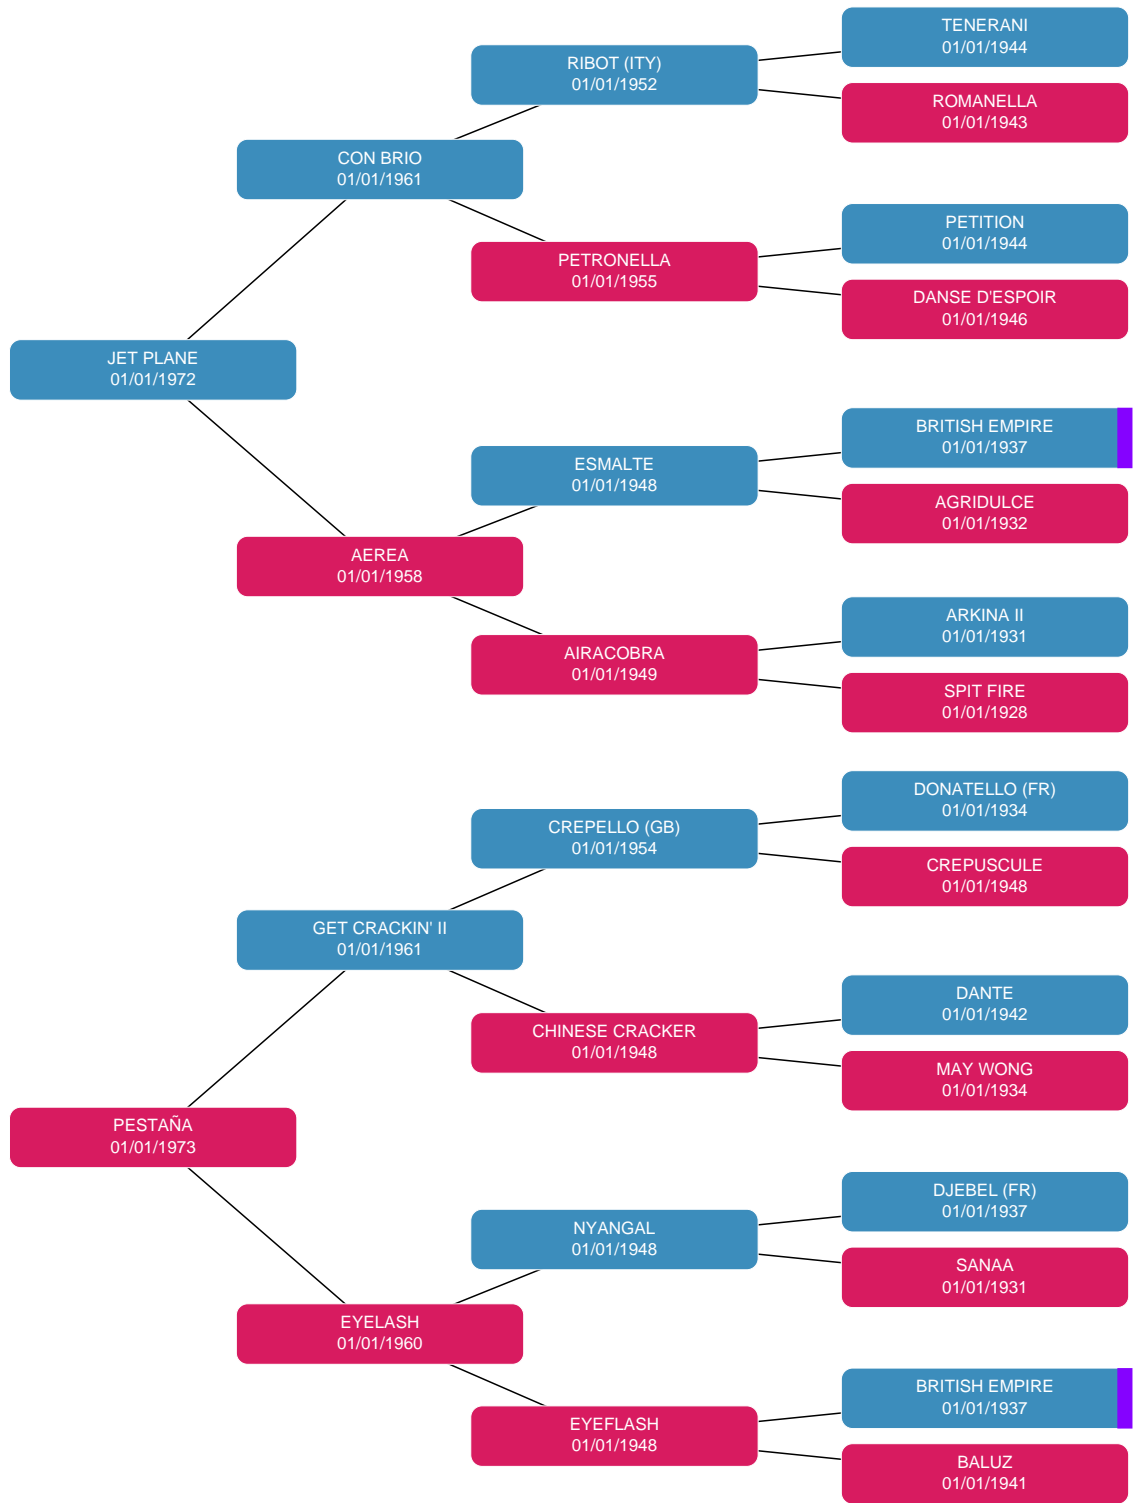 TENERANI
01/01/1944
RIBOT (ITY)
01/01/1952
ROMANELLA
01/01/1943
CON BRIO
01/01/1961
PETITION
01/01/1944
PETRONELLA
01/01/1955
DANSE D'ESPOIR
01/01/1946
JET PLANE
01/01/1972
BRITISH EMPIRE
01/01/1937
ESMALTE
01/01/1948
AGRIDULCE
01/01/1932
AEREA
01/01/1958
ARKINA II
01/01/1931
AIRACOBRA
01/01/1949
SPIT FIRE
01/01/1928
DONATELLO (FR)
01/01/1934
CREPELLO (GB)
01/01/1954
CREPUSCULE
01/01/1948
GET CRACKIN' II
01/01/1961
DANTE
01/01/1942
CHINESE CRACKER
01/01/1948
MAY WONG
01/01/1934
PESTAÑA
01/01/1973
DJEBEL (FR)
01/01/1937
NYANGAL
01/01/1948
SANAA
01/01/1931
EYELASH
01/01/1960
BRITISH EMPIRE
01/01/1937
EYEFLASH
01/01/1948
BALUZ
01/01/1941